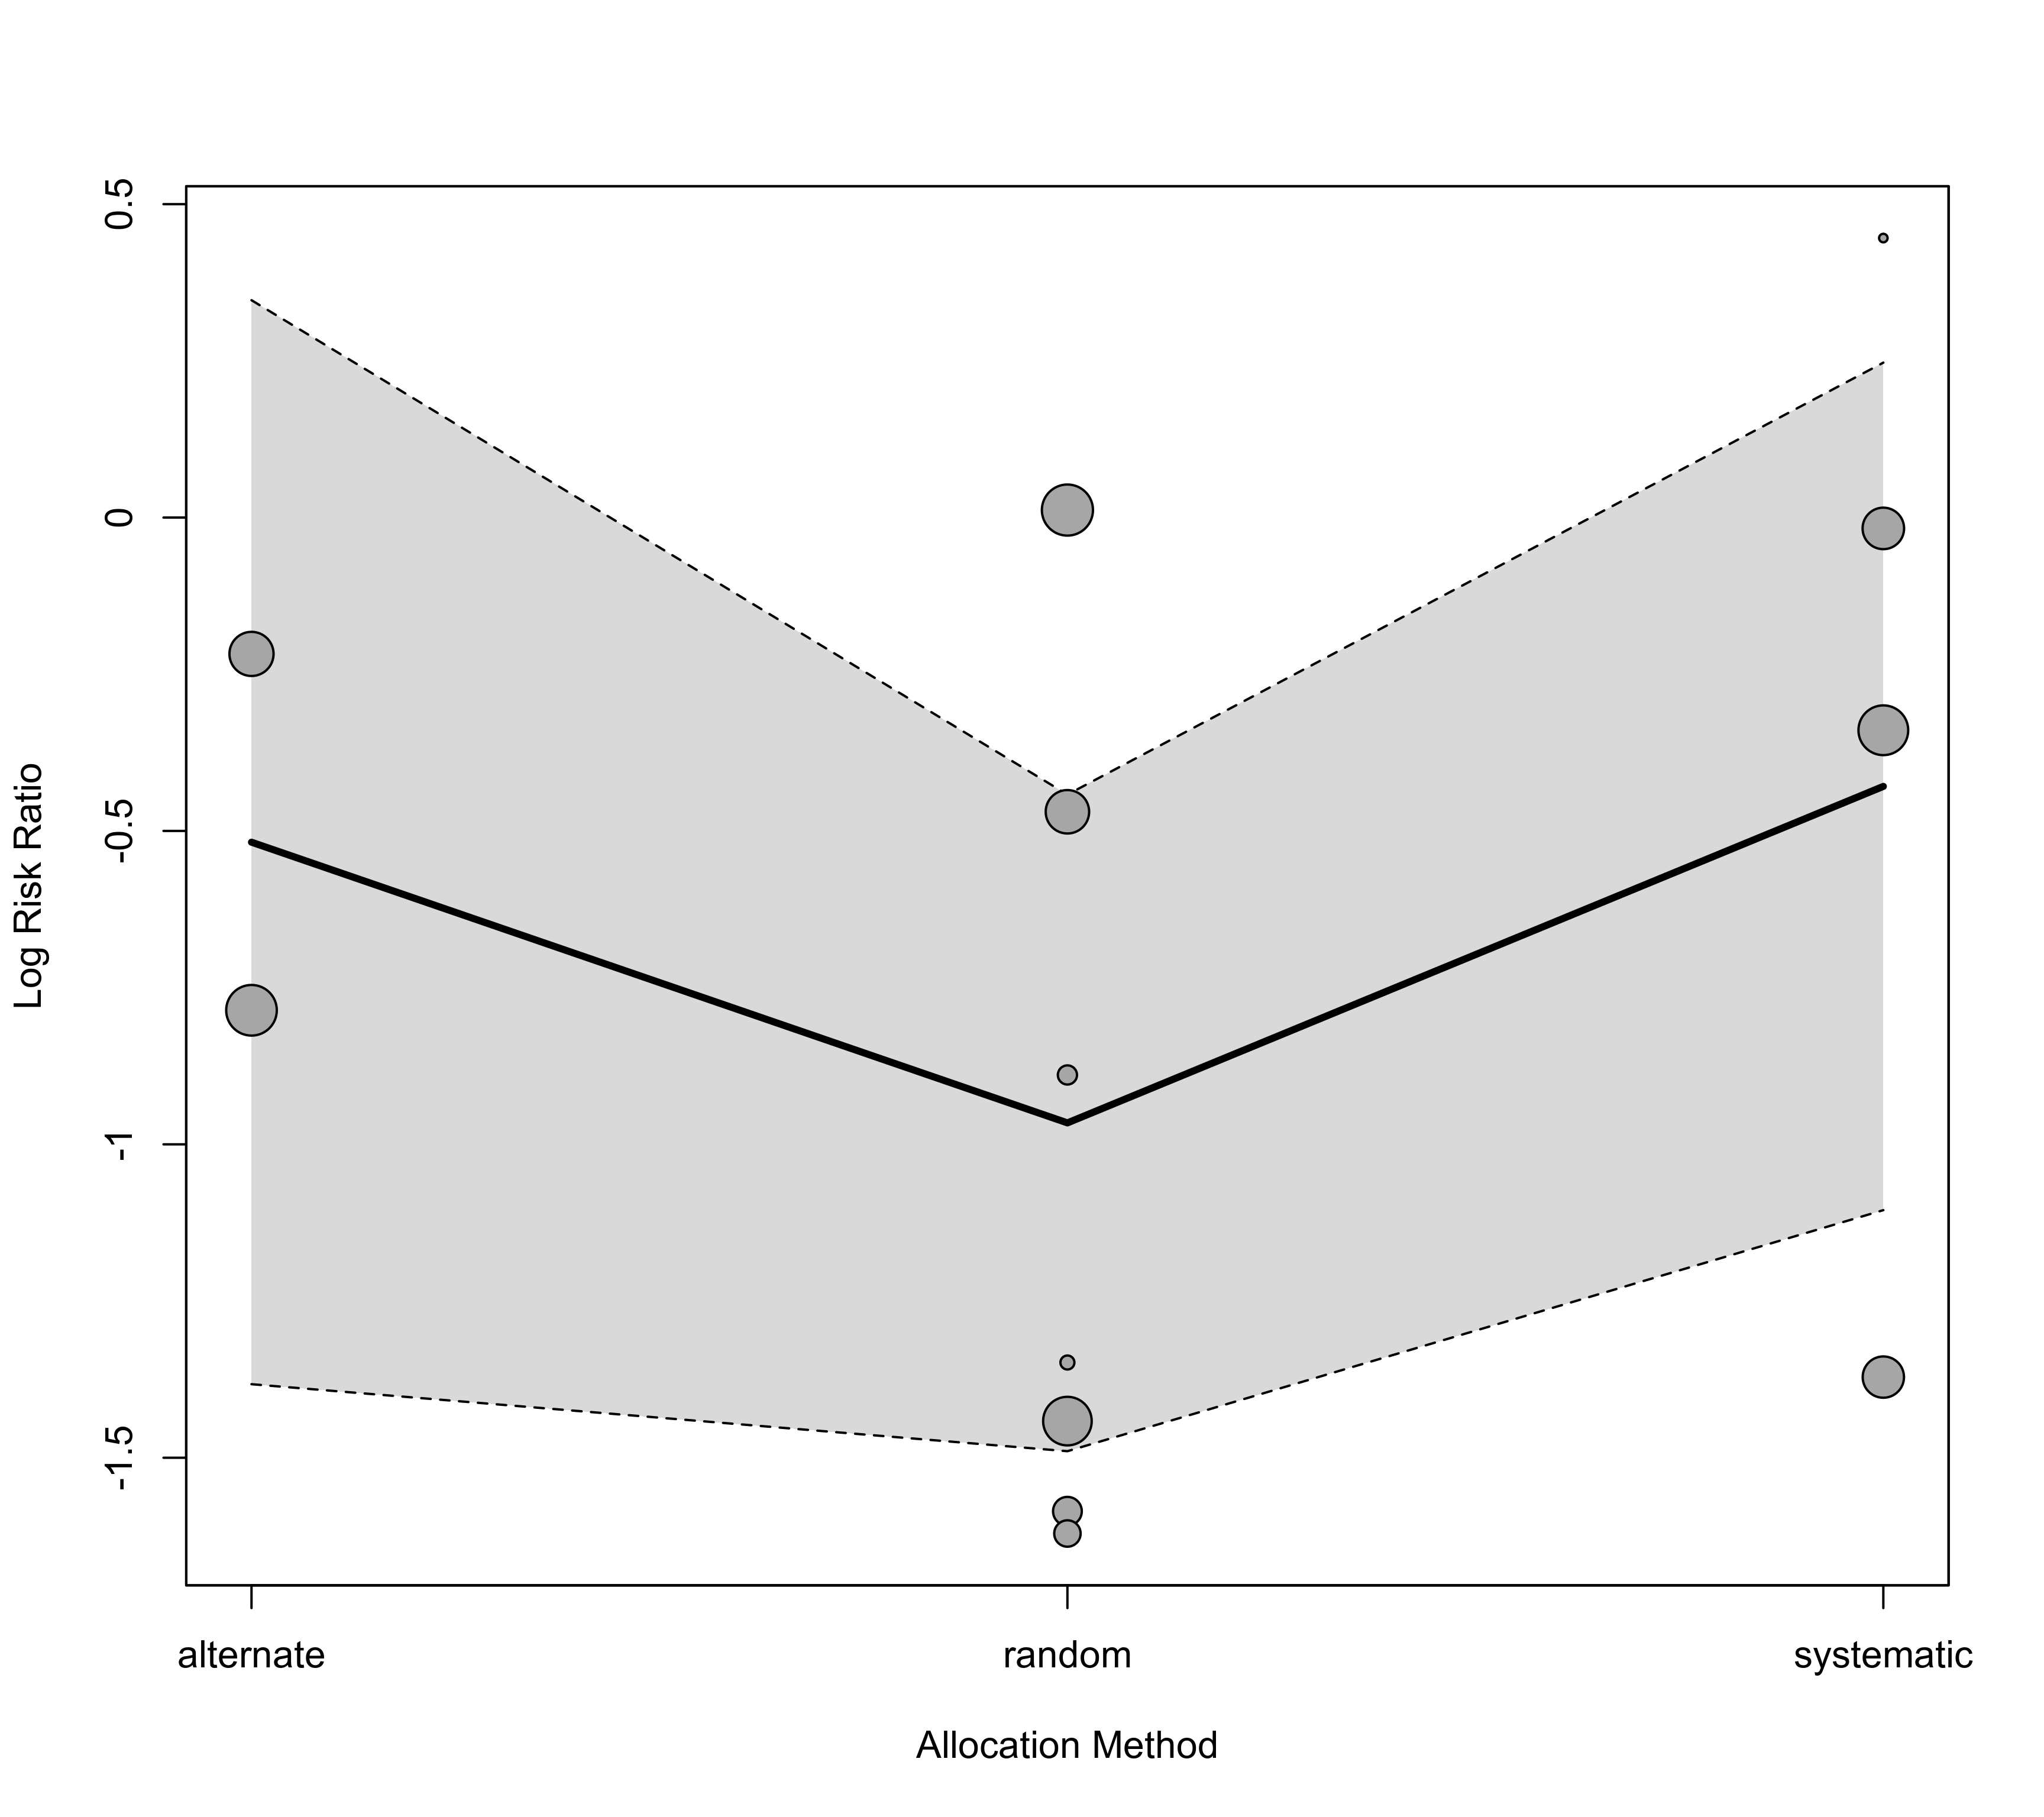 Log Risk Ratio
0.5
0
-0.5
-1
-1.5
alternate random systematic
Allocation Method